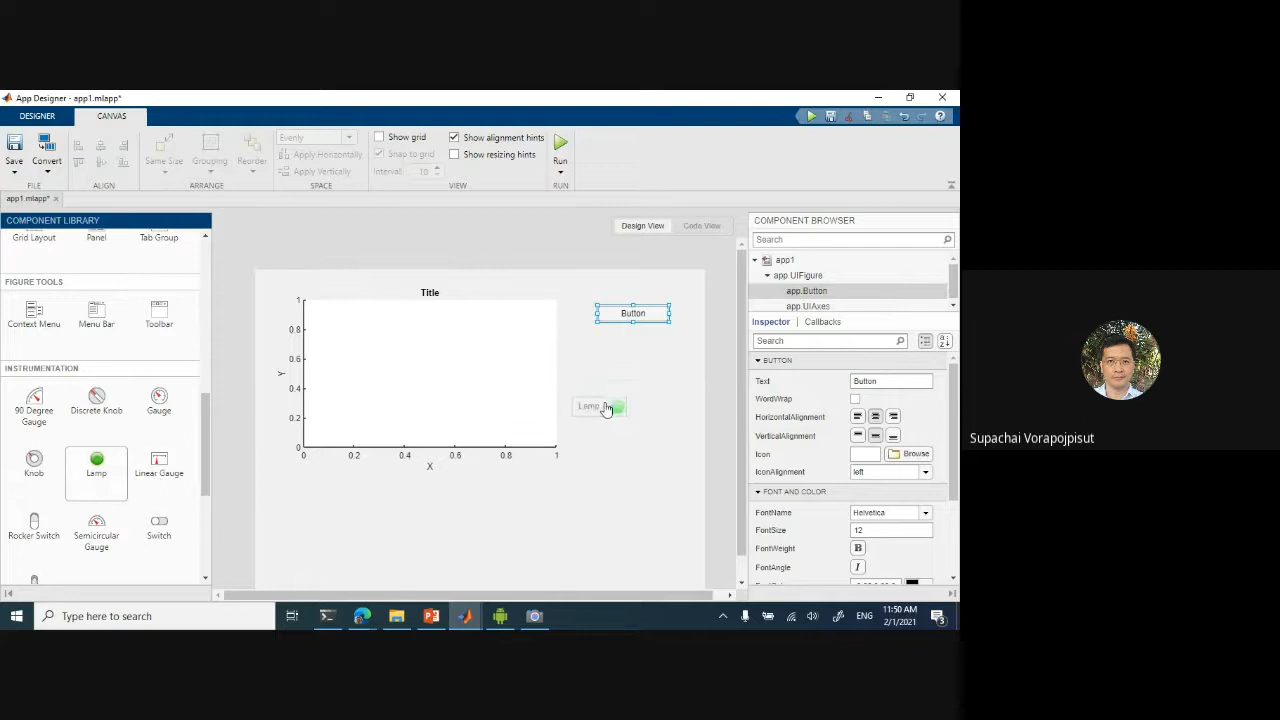 App Designer - app1.mlapp*
DESIGNER
CANVAS
Save
Convert
FILE
ALIGN
Same Size
Grouping
Reorder
ARRANGE
Evenly
Apply Horizontally
Apply Vertically
SPACE
Show grid
Snap to grid
Interval: 10
Show alignment hints
Show resizing hints
VIEW
Run
RUN
app1.mlapp*
COMPONENT LIBRARY
Grid Layout
Panel
Tab Group
FIGURE TOOLS
Context Menu
Menu Bar
Toolbar
INSTRUMENTATION
90 Degree
Gauge
Discrete Knob
Gauge
Knob
Lamp
Linear Gauge
Rocker Switch
Semicircular
Gauge
Switch
Design View
Code View
Title
1
0.8
0.6
0.4
0.2
0
Y
0
0.2
0.4
0.6
0.8
1
X
Button
Lamp
COMPONENT BROWSER
Search
app1
app.UIFigure
app.Button
app.UIAxes
Inspector
Callbacks
Search
BUTTON
Text
Button
WordWrap
HorizontalAlignment
VerticalAlignment
Icon
Browse
IconAlignment
left
FONT AND COLOR
FontName
Helvetica
FontSize
12
FontWeight
B
FontAngle
I
Type here to search
ENG
11:50 AM
2/1/2021
3
Supachai Vorapojpisut